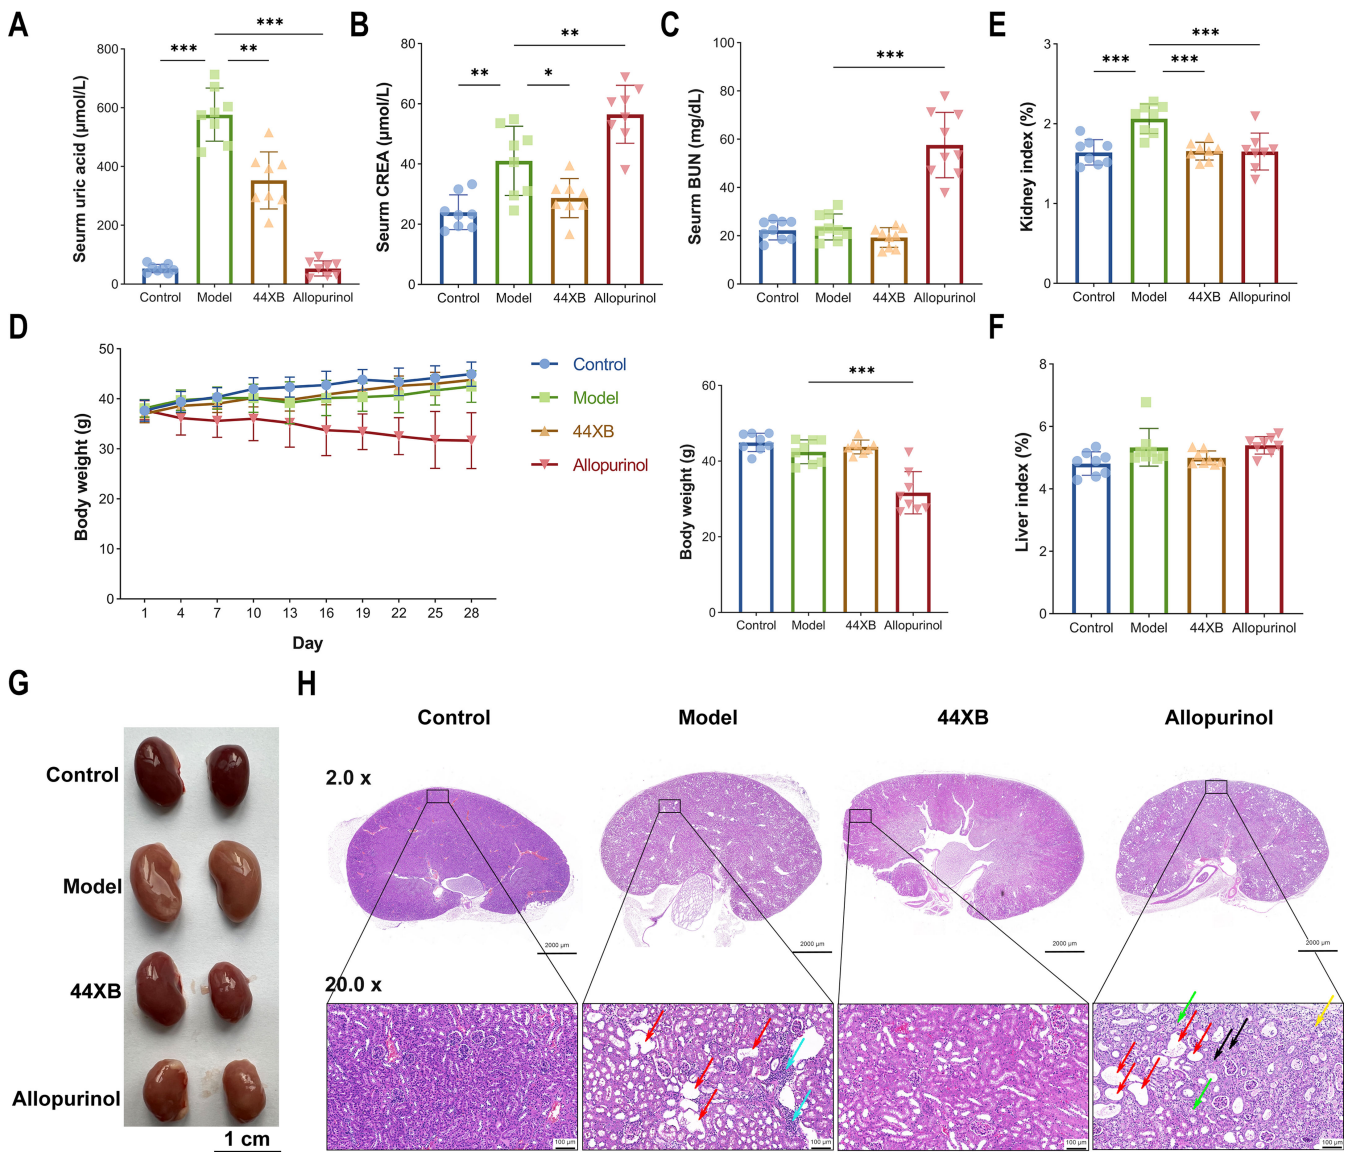 A
Seurm uric acid (μmol/L)
800
600
400
200
0
***
***
**
Control
Model
44XB
Allopurinol
B
Seurm CREA (μmol/L)
80
60
40
20
0
**
**
*
Control
Model
44XB
Allopurinol
C
Seurm BUN (mg/dL)
100
80
60
40
20
0
***
Control
Model
44XB
Allopurinol
E
Kidney index (%)
3
2
1
0
***
***
***
Control
Model
44XB
Allopurinol
D
Body weight (g)
50
40
30
20
10
0
1 4 7 10 13 16 19 22 25 28
Day
Control
Model
44XB
Allopurinol
Body weight (g)
60
40
20
0
***
Control
Model
44XB
Allopurinol
F
Liver index (%)
8
6
4
2
0
Control
Model
44XB
Allopurinol
G
Control
Model
44XB
Allopurinol
1 cm
H
Control
Model
44XB
Allopurinol
2.0 x
2000 μm
2000 μm
2000 μm
2000 μm
20.0 x
100 μm
100 μm
100 μm
100 μm